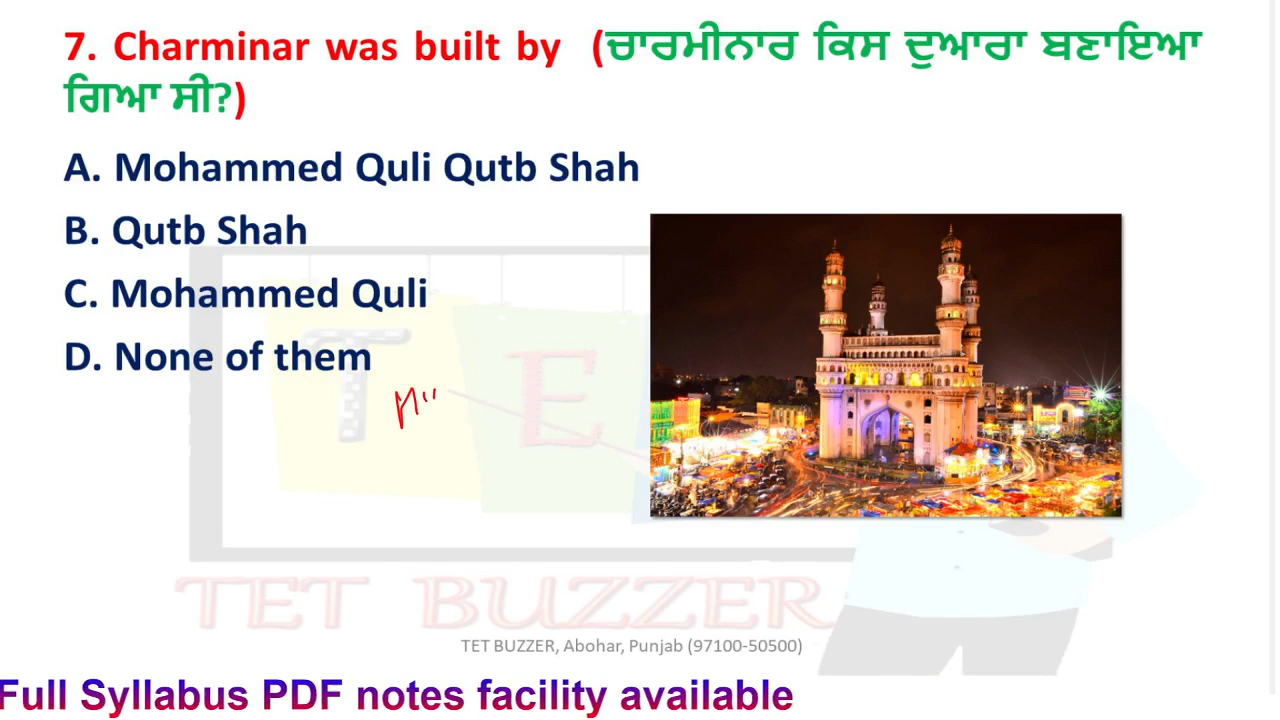 7. Charminar was built by (ਚਾਰਮੀਨਾਰ ਕਿਸ ਦੁਆਰਾ ਬਣਾਇਆ
ਗਿਆ ਸੀ?)
A. Mohammed Quli Qutb Shah
B. Qutb Shah
C. Mohammed Quli
D. None of them
T E
TET BUZZER
TET BUZZER, Abohar, Punjab (97100-50500)
Full Syllabus PDF notes facility available